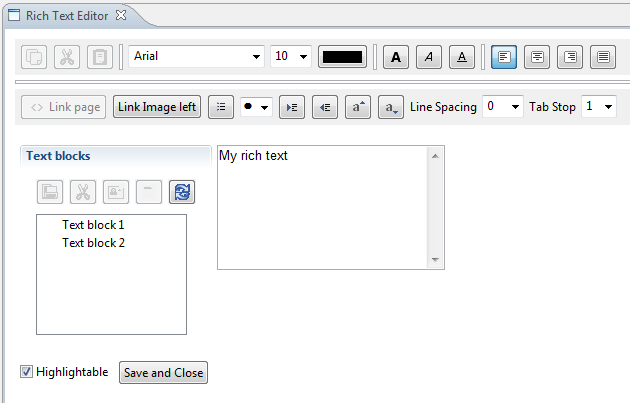 Rich Text Editor
Arial 10 A A A
Link page Link Image left a a Line Spacing 0 Tab Stop 1
Text blocks
My rich text
Text block 1
Text block 2
Highlightable Save and Close